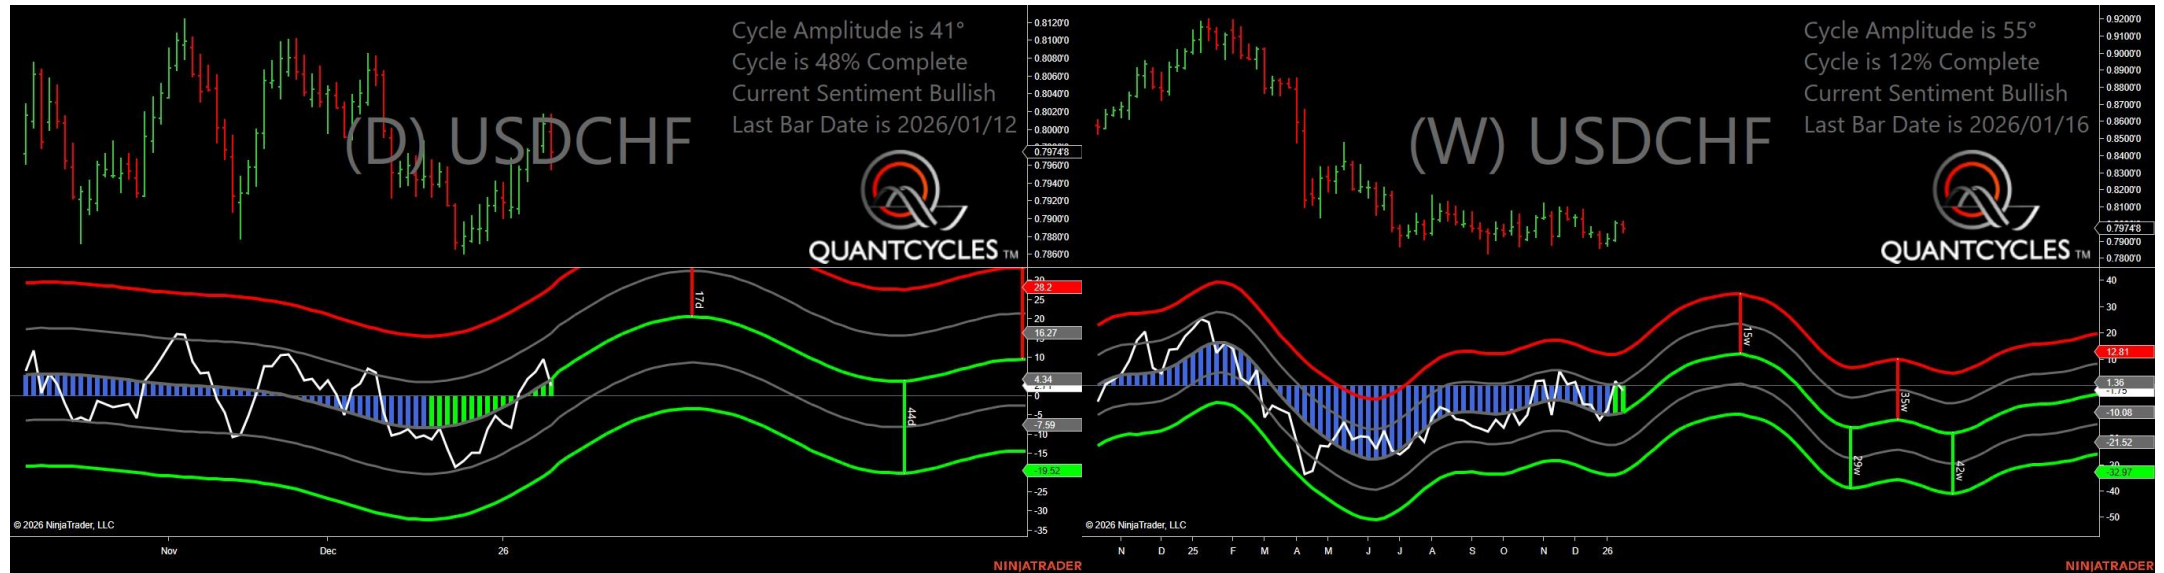 Cycle Amplitude is 41°
Cycle is 48% Complete
Current Sentiment Bullish
Last Bar Date is 2026/01/12
(D) USDCHF
QUANTCYCLES TM
0.8120'0
0.8100'0
0.8080'0
0.8060'0
0.8040'0
0.8020'0
0.8000'0
0.7974'8
0.7960'0
0.7940'0
0.7920'0
0.7900'0
0.7880'0
0.7860'0
17d
44d
28.2
25
20
16.27
10
4.34
0
-5
-7.59
-10
-15
-19.52
-25
-30
-35
© 2026 NinjaTrader, LLC
Nov
Dec
26
NINJATRADER
Cycle Amplitude is 55°
Cycle is 12% Complete
Current Sentiment Bullish
Last Bar Date is 2026/01/16
(W) USDCHF
QUANTCYCLES TM
0.9200'0
0.9100'0
0.9000'0
0.8900'0
0.8800'0
0.8700'0
0.8600'0
0.8500'0
0.8400'0
0.8300'0
0.8200'0
0.8100'0
0.7974'8
0.7900'0
0.7800'0
15w
35w
29w
42w
40
30
20
12.81
1.36
-1.75
-10.08
-21.52
-32.97
-40
-50
© 2026 NinjaTrader, LLC
N D 25 F M A M J J A S O N D 26
NINJATRADER